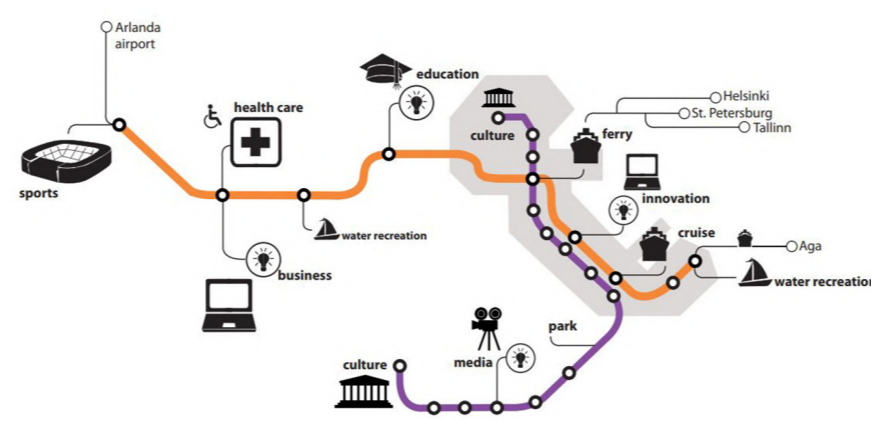 Arlanda
airport
sports
health care
business
water recreation
education
culture
ferry
Helsinki
St. Petersburg
Tallinn
innovation
cruise
Aga
water recreation
park
media
culture